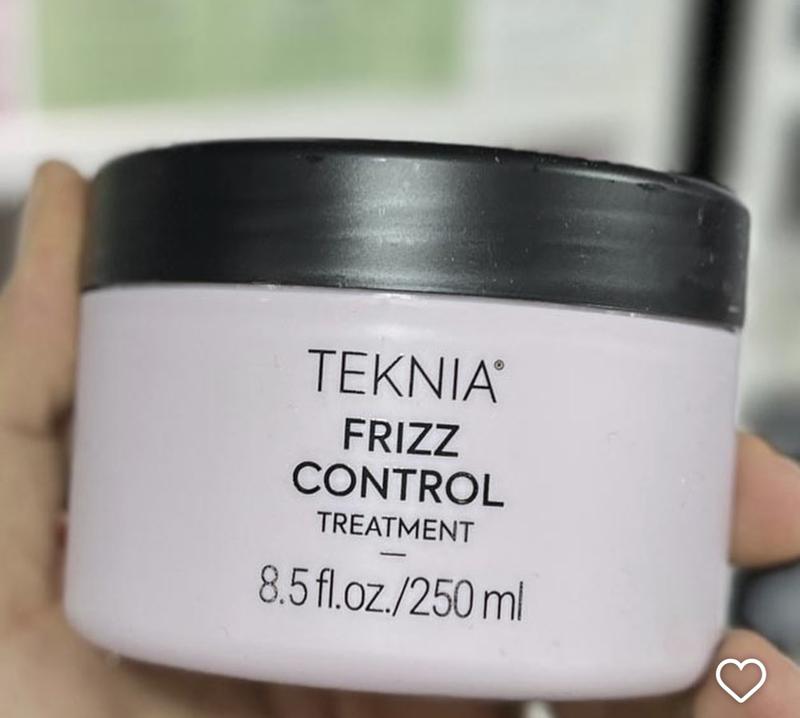 TEKNIA®
FRIZZ
CONTROL
TREATMENT
8.5 fl.oz./250 ml